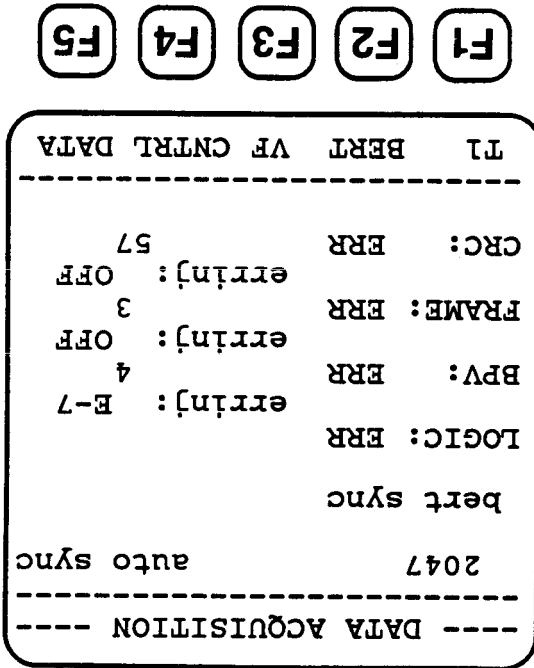 ---- DATA ACQUISITION ----
--------------------------
2047 auto sync
bert sync
LOGIC: ERR
errinj: E-7
BPV: ERR 4
errinj: OFF
FRAME: ERR 3
errinj: OFF
CRC: ERR 57
--------------------------
T1 BERT VF CNTRL DATA
F1 F2 F3 F4 F5